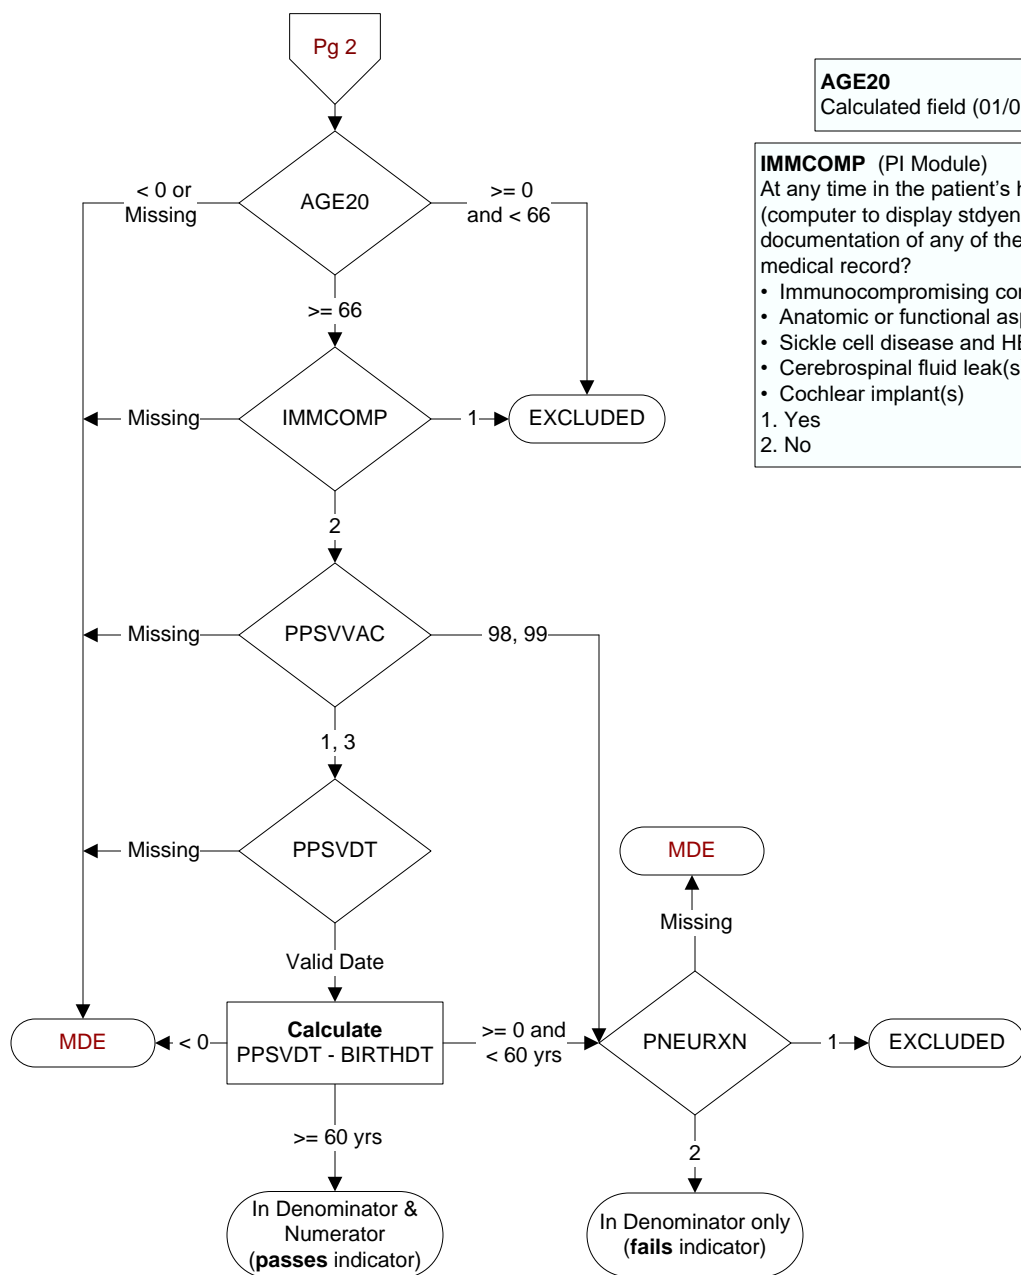 Pg 2
AGE20
Calculated field (01/0
IMMCOMP (PI Module)
At any time in the patient's h
(computer to display stdyen
documentation of any of the
medical record?
• Immunocompromising con
• Anatomic or functional asp
• Sickle cell disease and HE
• Cerebrospinal fluid leak(s
• Cochlear implant(s)
1. Yes
2. No
< 0 or
Missing
AGE20
>= 0
and < 66
>= 66
Missing
IMMCOMP
1
EXCLUDED
2
Missing
PPSVVAC
98, 99
1, 3
Missing
PPSVDT
MDE
Missing
Valid Date
MDE
< 0
Calculate
PPSVDT - BIRTHDT
>= 0 and
< 60 yrs
PNEURXN
1
EXCLUDED
>= 60 yrs
2
In Denominator &
Numerator
(passes indicator)
In Denominator only
(fails indicator)